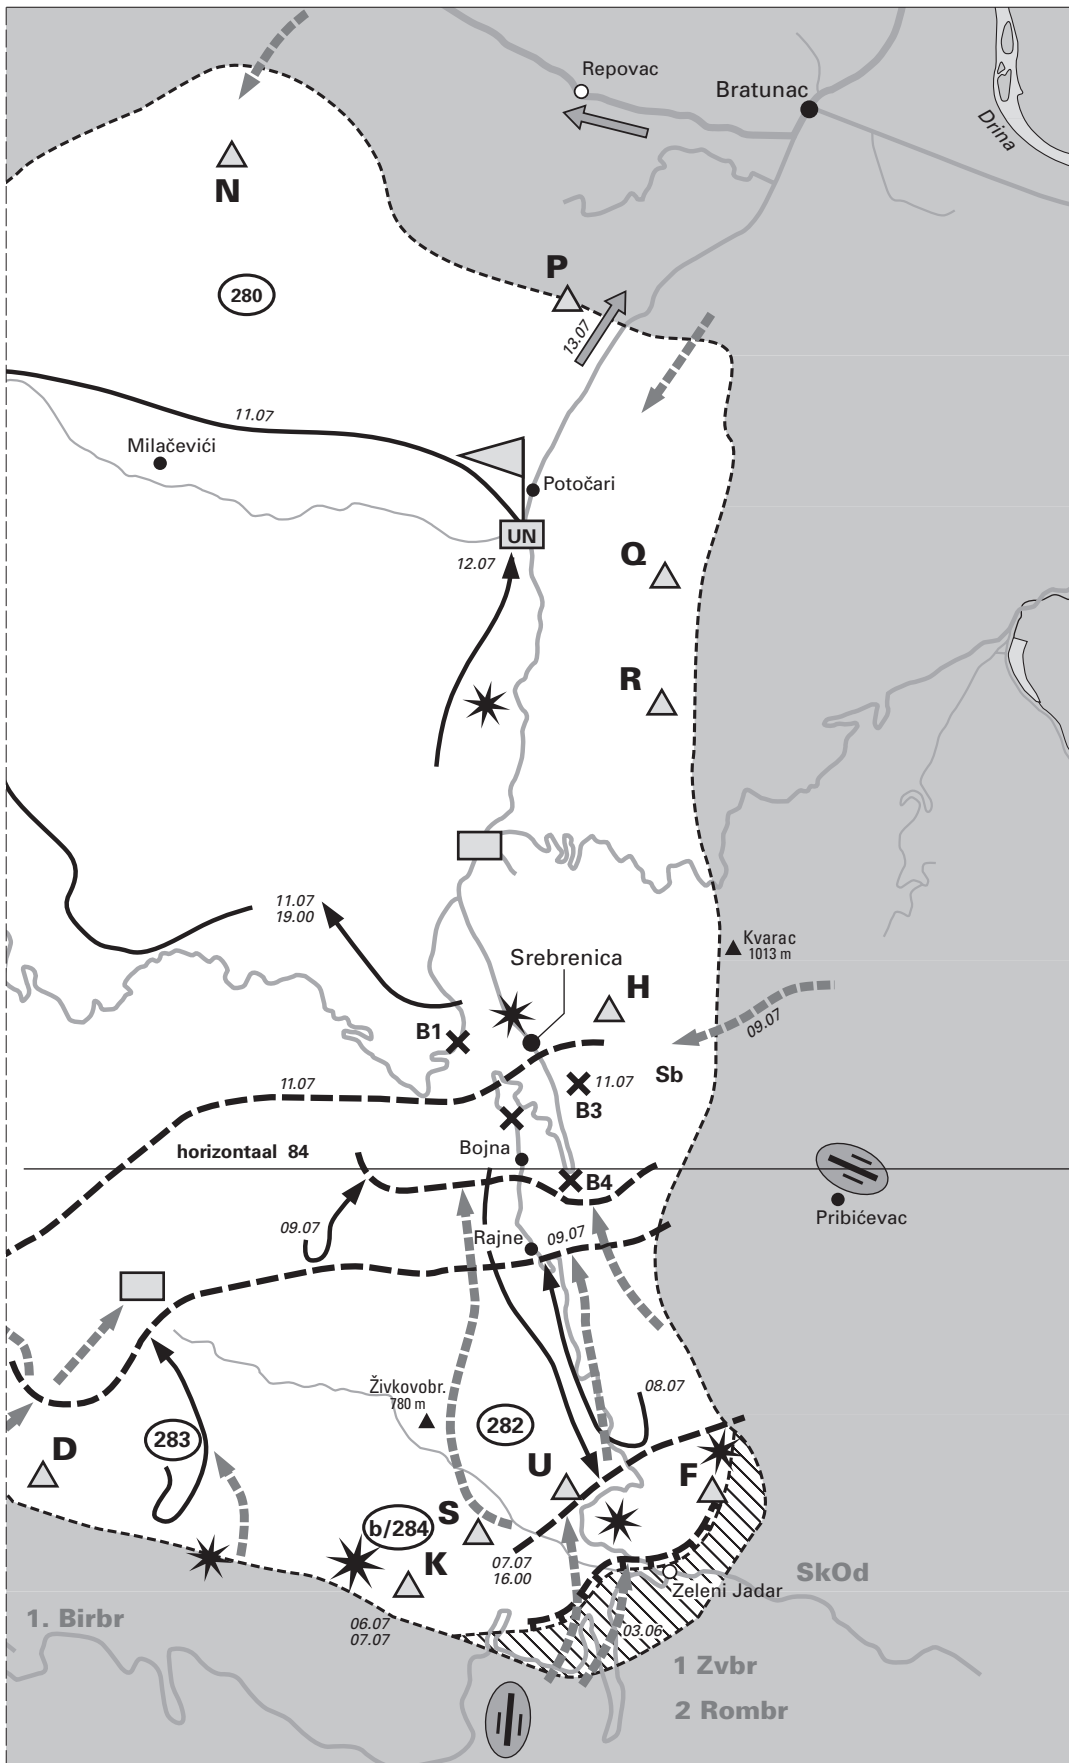 Repovac
Bratunac
Drina
N
P
280
13.07
11.07
Milačevići
Potočari
UN
12.07
Q
R
11.07
19.00
Kvarac
1013 m
Srebrenica
H
09.07
B1
Sb
11.07
11.07
B3
horizontaal 84
Bojna
B4
Pribićevac
09.07
Rajne
09.07
Živkovobr.
780 m
08.07
283
282
D
U
F
b/284
S
K
07.07
16.00
SkOd
Zeleni Jadar
1. Birbr
06.07
07.07
03.06
1 Zvbr
2 Rombr